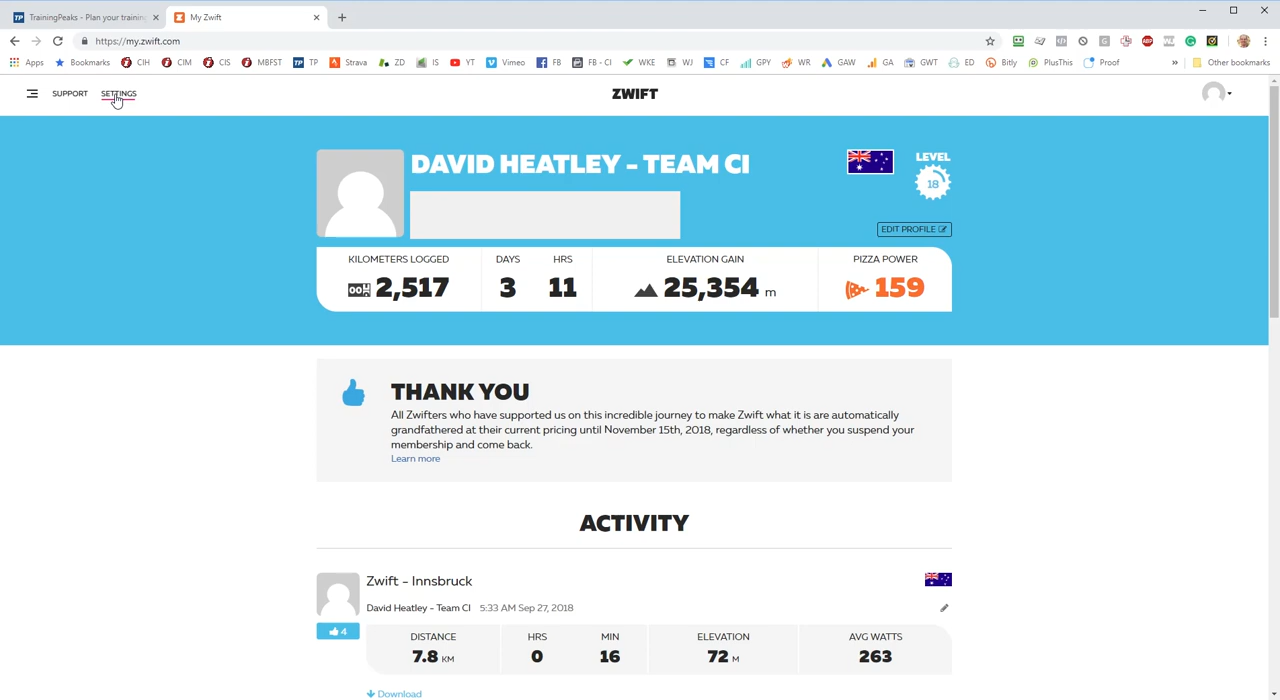 TrainingPeaks - Plan your trainin
My Zwift
https://my.zwift.com
Apps Bookmarks CIH CIM CIS MBFST TP Strava ZD IS YT Vimeo FB FB - CI WKE WJ CF GPY WR GAW GA GWT ED Bitly PlusThis Proof » Other bookmarks
SUPPORT SETTINGS ZWIFT
DAVID HEATLEY - TEAM CI
LEVEL
18
EDIT PROFILE
KILOMETERS LOGGED DAYS HRS ELEVATION GAIN PIZZA POWER
2,517 3 11 25,354 m 159
THANK YOU
All Zwifters who have supported us on this incredible journey to make Zwift what it is are automatically
grandfathered at their current pricing until November 15th, 2018, regardless of whether you suspend your
membership and come back.
Learn more
ACTIVITY
Zwift - Innsbruck
David Heatley - Team CI 5:33 AM Sep 27, 2018
4
DISTANCE HRS MIN ELEVATION AVG WATTS
7.8 KM 0 16 72 M 263
Download